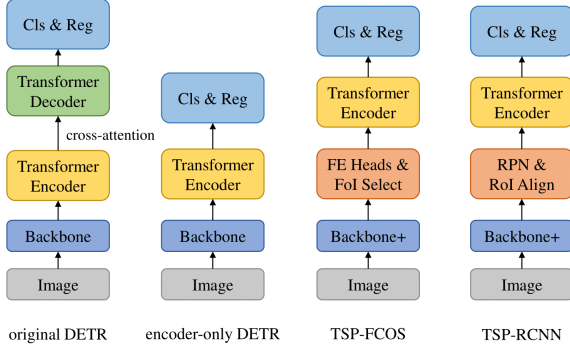 Cls & Reg
Transformer
Decoder
cross-attention
Transformer
Encoder
Backbone
Image
original DETR
Cls & Reg
Transformer
Encoder
Backbone
Image
encoder-only DETR
Cls & Reg
Transformer
Encoder
FE Heads &
FoI Select
Backbone+
Image
TSP-FCOS
Cls & Reg
Transformer
Encoder
RPN &
RoI Align
Backbone+
Image
TSP-RCNN